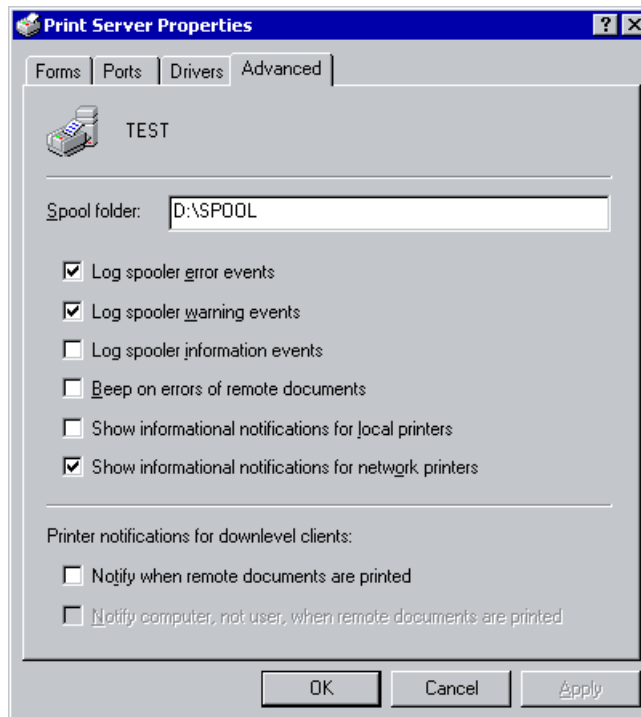 Print Server Properties
Forms Ports Drivers Advanced
TEST
Spool folder: D:\SPOOL
Log spooler error events
Log spooler warning events
Log spooler information events
Beep on errors of remote documents
Show informational notifications for local printers
Show informational notifications for network printers
Printer notifications for downlevel clients:
Notify when remote documents are printed
Notify computer, not user, when remote documents are printed
OK Cancel Apply